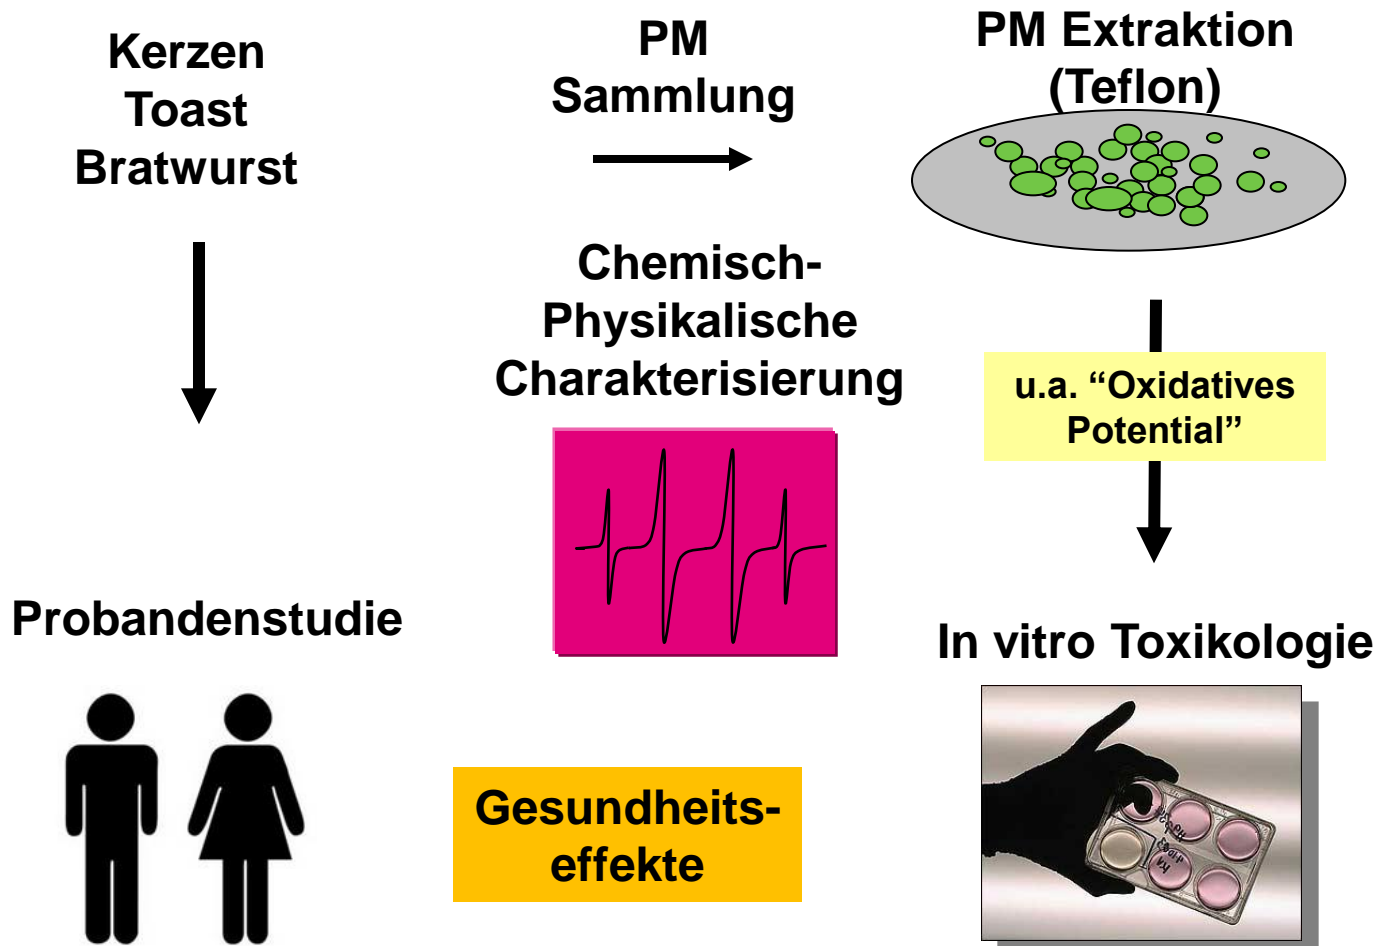 Kerzen
Toast
Bratwurst
PM
Sammlung
PM Extraktion
(Teflon)
Chemisch-
Physikalische
Charakterisierung
u.a. “Oxidatives
Potential”
Probandenstudie
In vitro Toxikologie
Gesundheits-
effekte